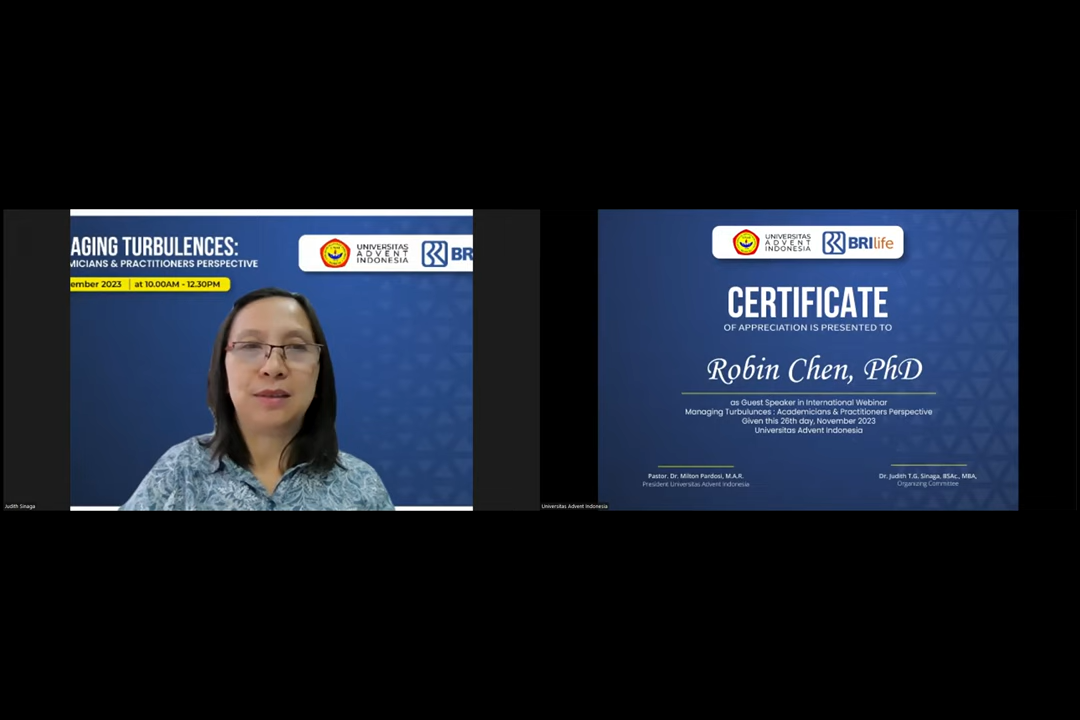 AGING TURBULENCES:
MICIANS & PRACTITIONERS PERSPECTIVE
ember 2023 | at 10.00AM - 12.30PM
UNIVERSITAS
ADVENT
INDONESIA
BR
Judith Sinaga
UNIVERSITAS
ADVENT
INDONESIA
BRI life
CERTIFICATE
OF APPRECIATION IS PRESENTED TO
Robin Chen, PhD
as Guest Speaker in International Webinar
Managing Turbulunces : Academicians & Practitioners Perspective
Given this 26th day, November 2023
Universitas Advent Indonesia
Pastor. Dr. Milton Pardosi, M.A.R.
President Universitas Advent Indonesia
Dr. Judith T.G. Sinaga, BSAc., MBA,
Organizing Committee
Universitas Advent Indonesia